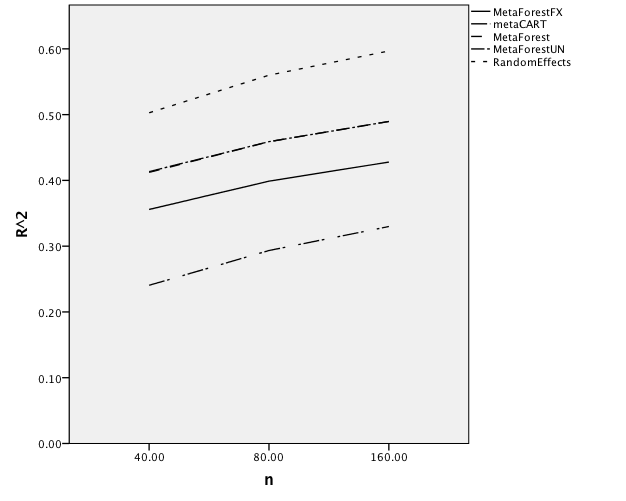 MetaForestFX
metaCART
MetaForest
MetaForestUN
RandomEffects
0.60
0.50
0.40
0.30
0.20
0.10
0.00
R^2
40.00 80.00 160.00
n